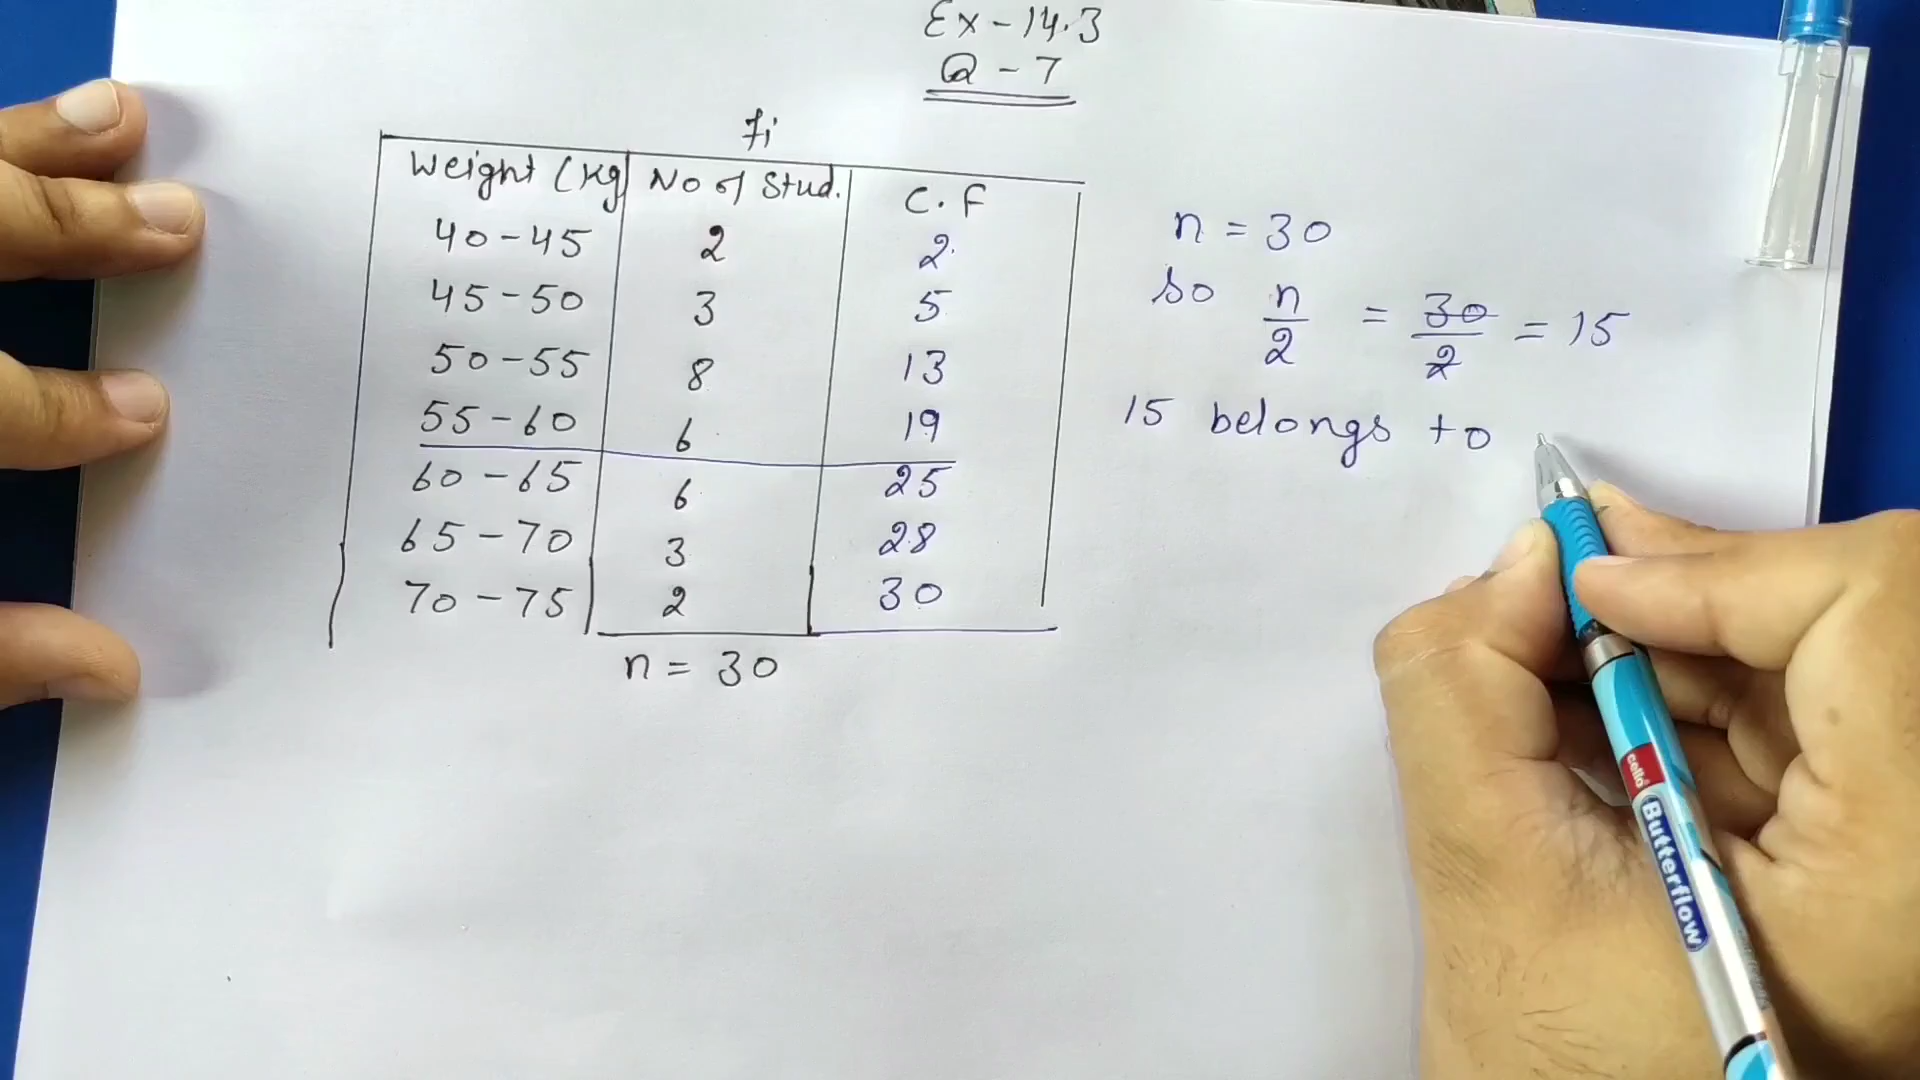 Ex - 14.3
Q - 7
fi
Weight (Kg) No of Stud. C.F
40-45 2 2
45-50 3 5
50-55 8 13
55-60 6 19
60-65 6 25
65-70 3 28
70-75 2 30
n = 30
n = 30
so n/2 = 30/2 = 15
15 belongs to
cello
Butterflow